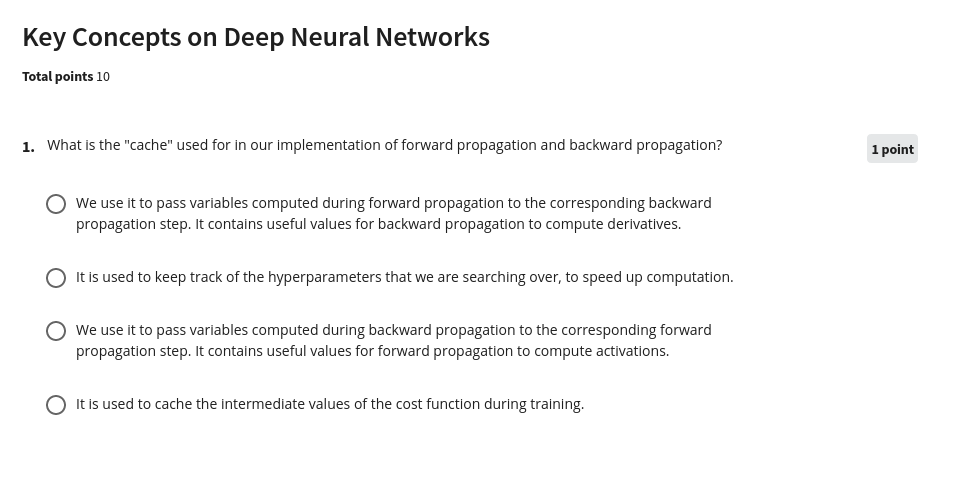 Key Concepts on Deep Neural Networks
Total points 10
1. What is the "cache" used for in our implementation of forward propagation and backward propagation? 1 point
We use it to pass variables computed during forward propagation to the corresponding backward
propagation step. It contains useful values for backward propagation to compute derivatives.
It is used to keep track of the hyperparameters that we are searching over, to speed up computation.
We use it to pass variables computed during backward propagation to the corresponding forward
propagation step. It contains useful values for forward propagation to compute activations.
It is used to cache the intermediate values of the cost function during training.